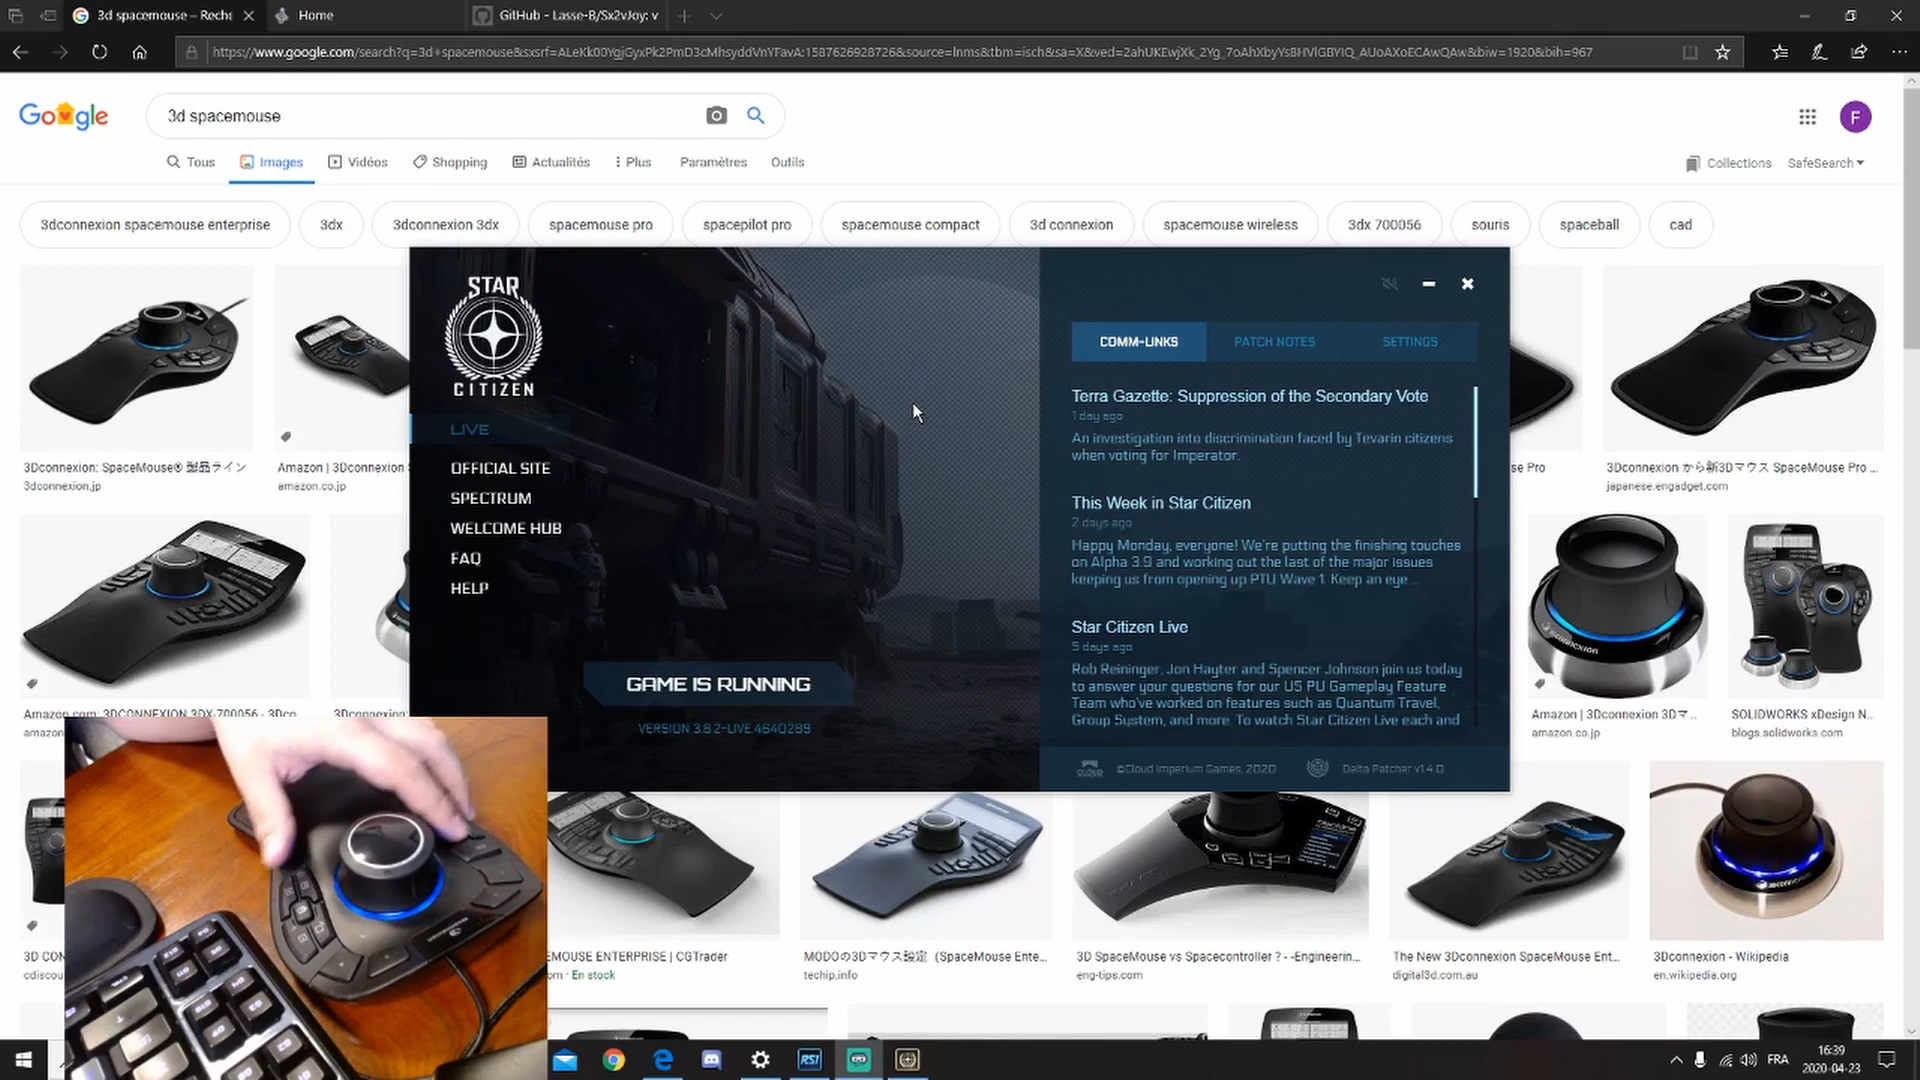 3d spacemouse – Reche
Home
GitHub - Lasse-B/Sx2vJoy: v
https://www.google.com/search?q=3d+spacemouse&sxsrf=ALeKk00YgjGyxPk2PmD3cMhsyddVnYFavA:1587626928726&source=lnms&tbm=isch&sa=X&ved=2ahUKEwjXk_2Yg_7oAhXbyYsBHVlGBYIQ_AUoAXoECAwQAw&biw=1920&bih=967
Google
3d spacemouse
F
Tous
Images
Vidéos
Shopping
Actualités
Plus
Paramètres
Outils
Collections
SafeSearch
3dconnexion spacemouse enterprise
3dx
3dconnexion 3dx
spacemouse pro
spacepilot pro
spacemouse compact
3d connexion
spacemouse wireless
3dx 700056
souris
spaceball
cad
STAR
CITIZEN
LIVE
OFFICIAL SITE
SPECTRUM
WELCOME HUB
FAQ
HELP
GAME IS RUNNING
VERSION 3.8.2-LIVE.4640289
COMM-LINKS
PATCH NOTES
SETTINGS
Terra Gazette: Suppression of the Secondary Vote
1 day ago
An investigation into discrimination faced by Tevarin citizens
when voting for Imperator.
This Week in Star Citizen
2 days ago
Happy Monday, everyone! We're putting the finishing touches
on Alpha 3.9 and working out the last of the major issues
keeping us from opening up PTU Wave 1. Keep an eye ...
Star Citizen Live
5 days ago
Rob Reininger, Jon Hayter and Spencer Johnson join us today
to answer your questions for our US PU Gameplay Feature
Team who've worked on features such as Quantum Travel,
Group System, and more. To watch Star Citizen Live each and
©Cloud Imperium Games, 2020
Delta Patcher v1.4.0
3Dconnexion: SpaceMouse® 製品ライン
3dconnexion.jp
Amazon | 3Dconnexion S
amazon.co.jp
se Pro
3Dconnexion から新3Dマウス SpaceMouse Pro ...
japanese.engadget.com
Amazon.com: 3DCONNEXION 3DX-700056 - 3Dco
amazo
3Dconnexion
Amazon | 3Dconnexion 3Dマ...
amazon.co.jp
SOLIDWORKS xDesign N...
blogs.solidworks.com
3D CON
cdiscou
EMOUSE ENTERPRISE | CGTrader
om · En stock
MODOの3Dマウス設定（SpaceMouse Ente...
techip.info
3D SpaceMouse vs Spacecontroller ? - -Engineerin...
eng-tips.com
The New 3Dconnexion SpaceMouse Ent...
digital3d.com.au
3Dconnexion - Wikipedia
en.wikipedia.org
RSI
FRA
16:39
2020-04-23